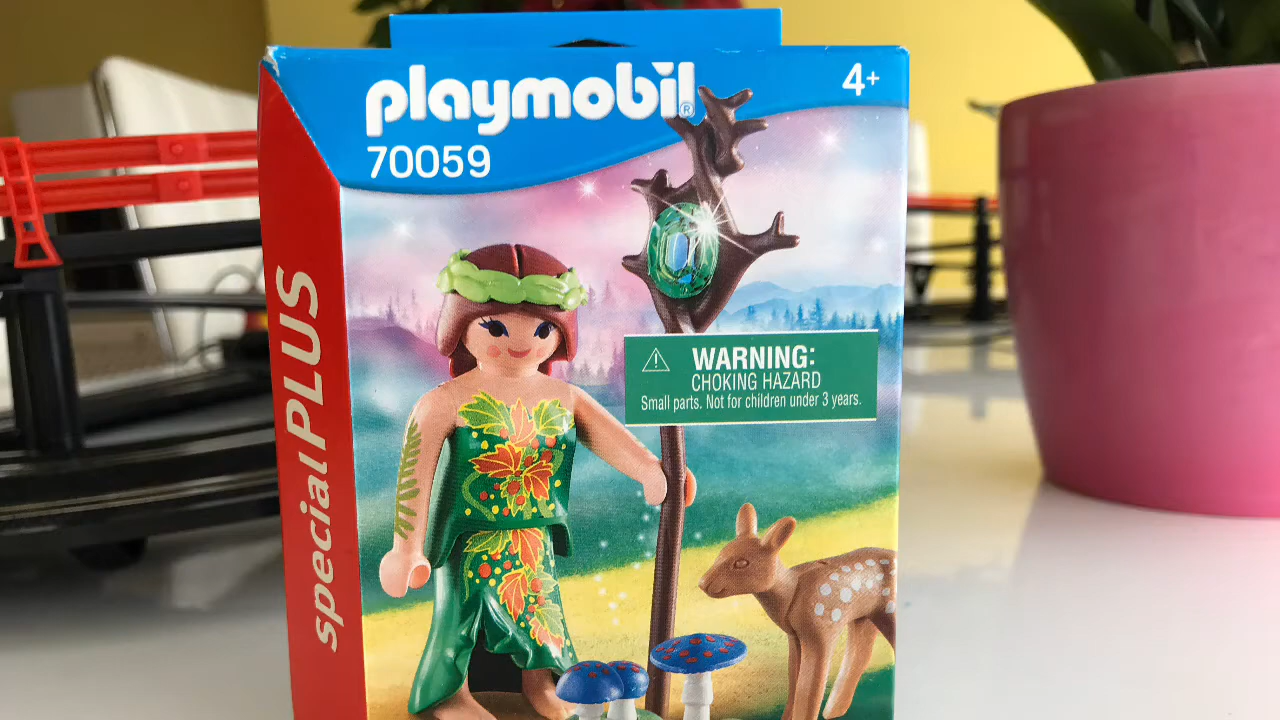 playmobil®
4+
70059
specialPLUS
WARNING:
CHOKING HAZARD
Small parts. Not for children under 3 years.